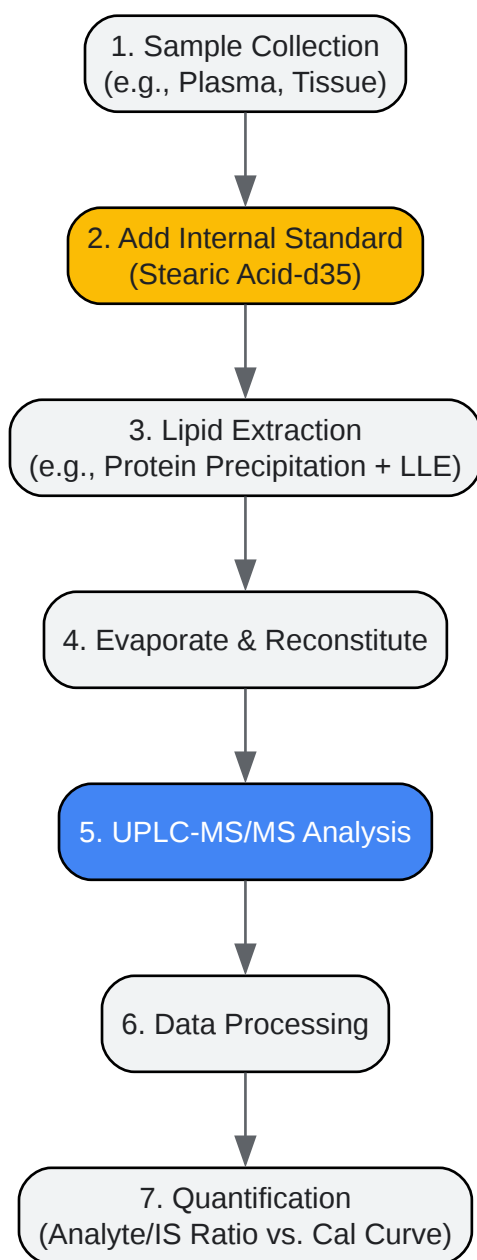 1. Sample Collection
(e.g., Plasma, Tissue)
2. Add Internal Standard
(Stearic Acid-d35)
3. Lipid Extraction
(e.g., Protein Precipitation + LLE)
4. Evaporate & Reconstitute
5. UPLC-MS/MS Analysis
6. Data Processing
7. Quantification
(Analyte/IS Ratio vs. Cal Curve)